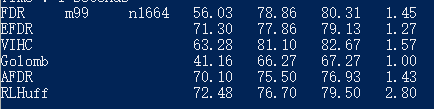 FDR m99 n1664 56.03 78.86 80.31 1.45
EFDR 71.30 77.86 79.13 1.27
VIHC 63.28 81.10 82.67 1.57
Golomb 41.16 66.27 67.27 1.00
AFDR 70.10 75.50 76.93 1.43
RLHuff 72.48 76.70 79.50 2.80